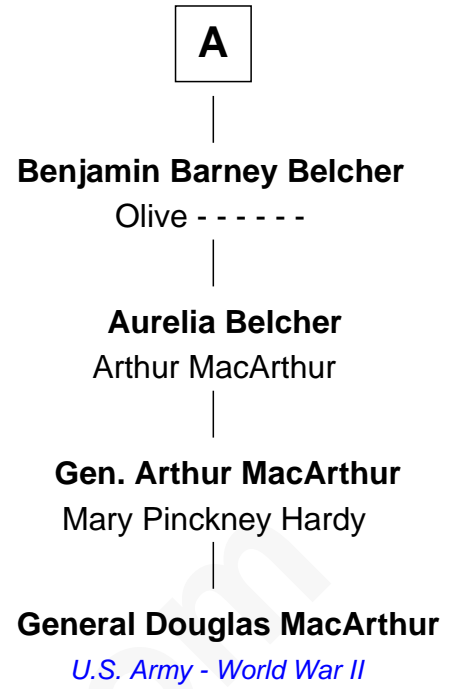 A
Benjamin Barney Belcher
Olive - - - - - -
Aurelia Belcher
Arthur MacArthur
Gen. Arthur MacArthur
Mary Pinckney Hardy
General Douglas MacArthur
U.S. Army - World War II